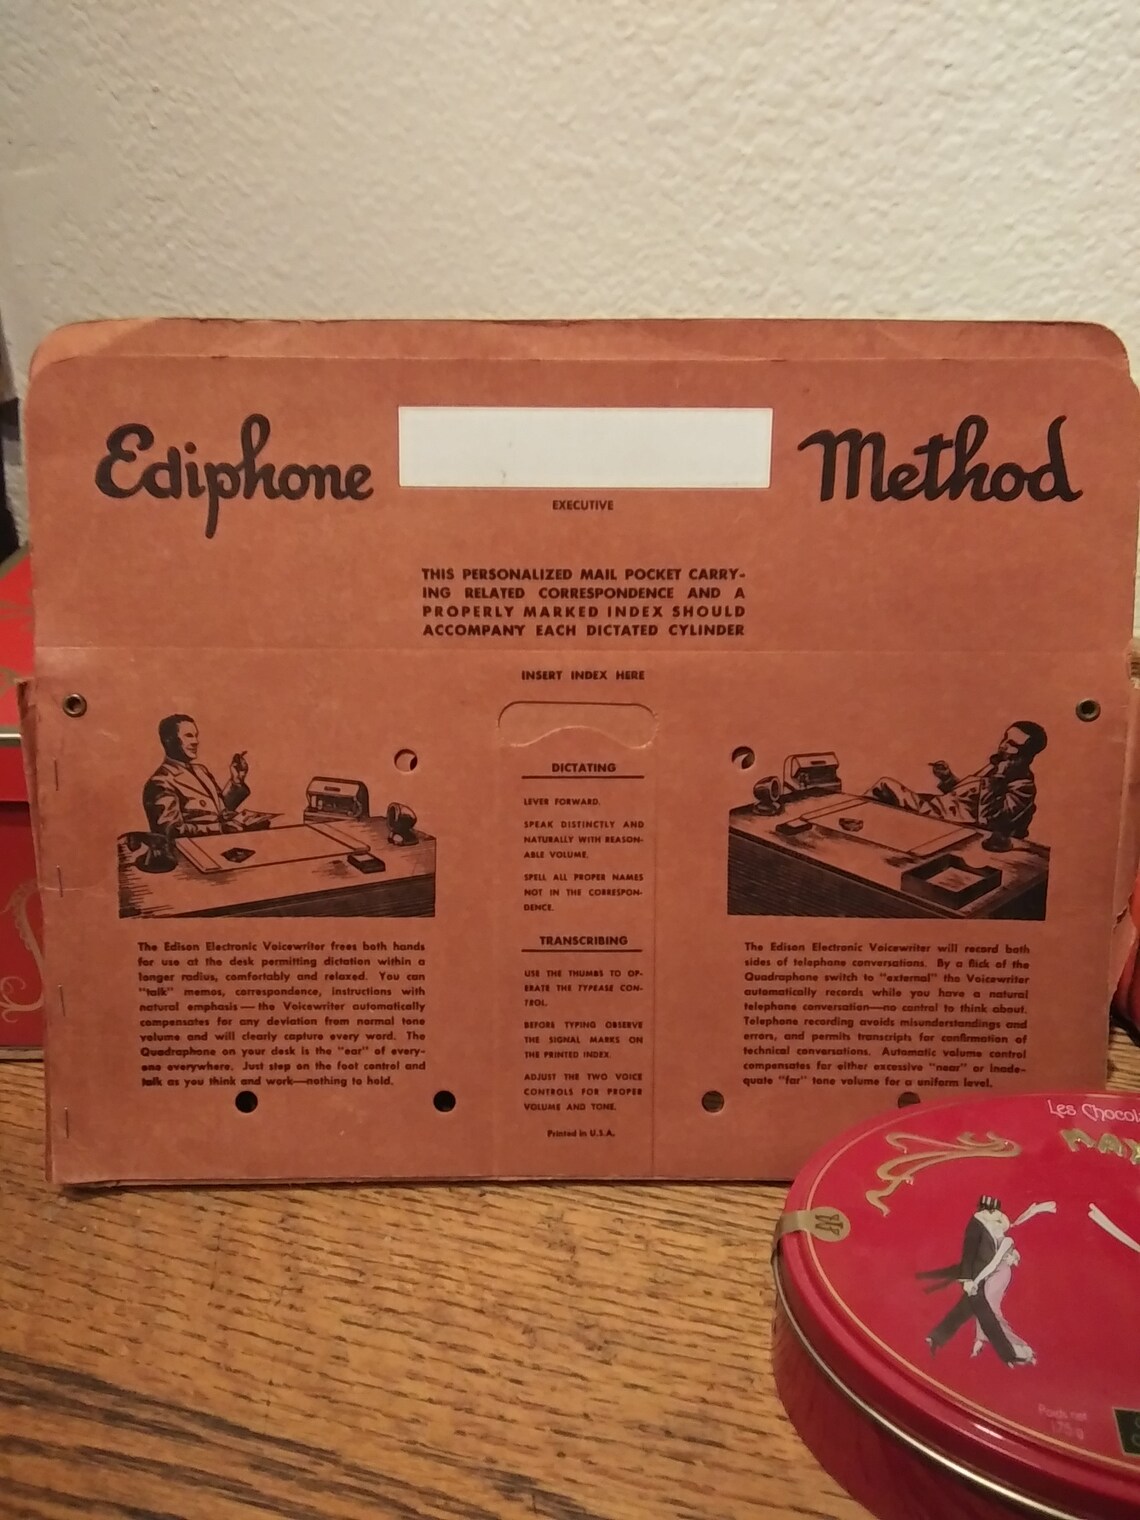 Ediphone Method
EXECUTIVE
THIS PERSONALIZED MAIL POCKET CARRY-
ING RELATED CORRESPONDENCE AND A
PROPERLY MARKED INDEX SHOULD
ACCOMPANY EACH DICTATED CYLINDER
INSERT INDEX HERE
The Edison Electronic Voicewriter frees both hands
for use at the desk permitting dictation within a
longer radius, comfortably and relaxed. You can
"talk" memos, correspondence, instructions with
natural emphasis—the Voicewriter automatically
compensates for any deviation from normal tone
volume and will clearly capture every word. The
Quadraphone on your desk is the "ear" of every-
one everywhere. Just step on the foot control and
talk as you think and work—nothing to hold.
DICTATING
LEVER FORWARD.
SPEAK DISTINCTLY AND
NATURALLY WITH REASON-
ABLE VOLUME.
SPELL ALL PROPER NAMES
NOT IN THE CORRESPON-
DENCE.
TRANSCRIBING
USE THE THUMBS TO OP-
ERATE THE TYPEASE CON-
TROL.
BEFORE TYPING OBSERVE
THE SIGNAL MARKS ON
THE PRINTED INDEX.
ADJUST THE TWO VOICE
CONTROLS FOR PROPER
VOLUME AND TONE.
Printed in U.S.A.
The Edison Electronic Voicewriter will record both
sides of telephone conversations. By a flick of the
Quadraphone switch to "external" the Voicewriter
automatically records while you have a natural
telephone conversation—no control to think about.
Telephone recording avoids misunderstandings and
errors, and permits transcripts for confirmation of
technical conversations. Automatic volume control
compensates for either excessive "near" or inade-
quate "far" tone volume for a uniform level.
Les Chocol
MAX
Poids net
175 g